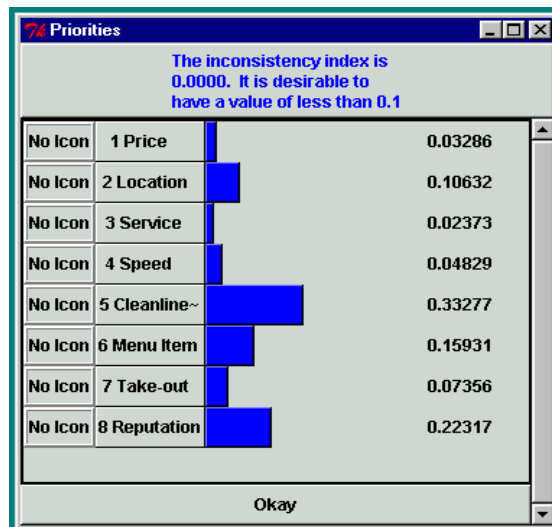 Priorities
The inconsistency index is
0.0000. It is desirable to
have a value of less than 0.1
No Icon 1 Price 0.03286
No Icon 2 Location 0.10632
No Icon 3 Service 0.02373
No Icon 4 Speed 0.04829
No Icon 5 Cleanline~ 0.33277
No Icon 6 Menu Item 0.15931
No Icon 7 Take-out 0.07356
No Icon 8 Reputation 0.22317
Okay